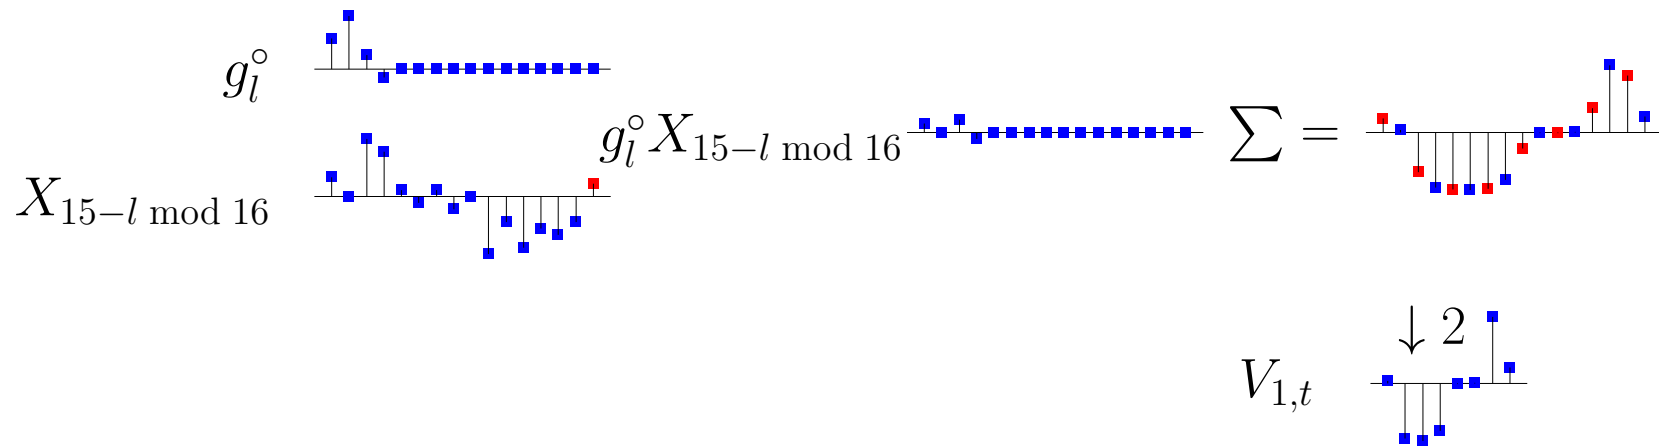 g_l^∘
g_l^∘ X_{15−l mod 16}
∑ =
X_{15−l mod 16}
↓ 2
V_{1,t}